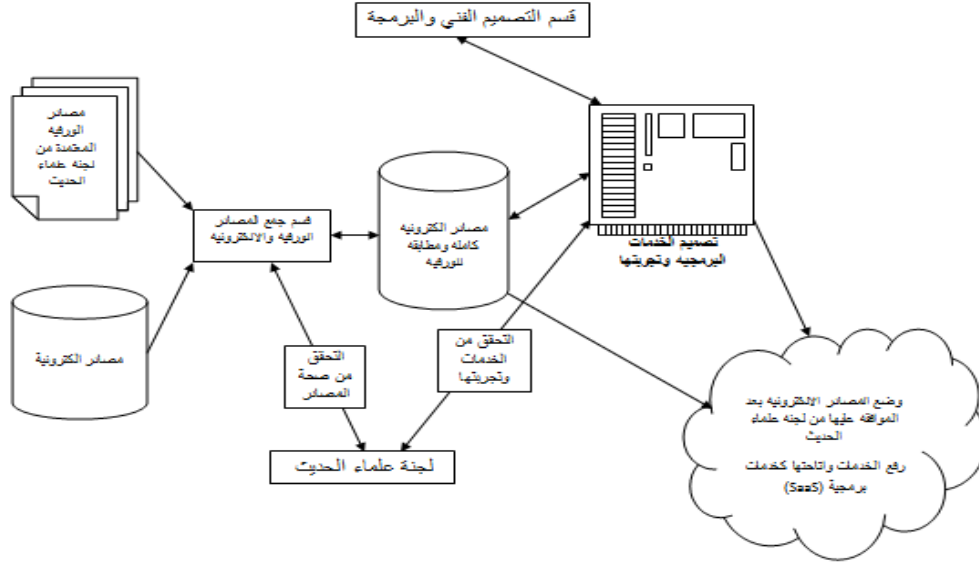 قسم التصميم الفني والبرمجة
مصادر
الورقيه
المعتمدة من
لجنه علماء
الحديث
قسم جمع المصادر
الورقيه والالكترونيه
مصادر الكترونيه
كامله ومطابقه
للورقيه
تصميم الخدمات
البرمجيه وتجربتها
مصادر الكترونية
التحقق
من صحة
المصادر
التحقق من
الخدمات
وتجربتها
لجنة علماء الحديث
وضع المصادر الالكترونيه بعد
الموافقه عليها من لجنه علماء
الحديث
رفع الخدمات واتاحتها كخدمات
برمجية (SaaS)